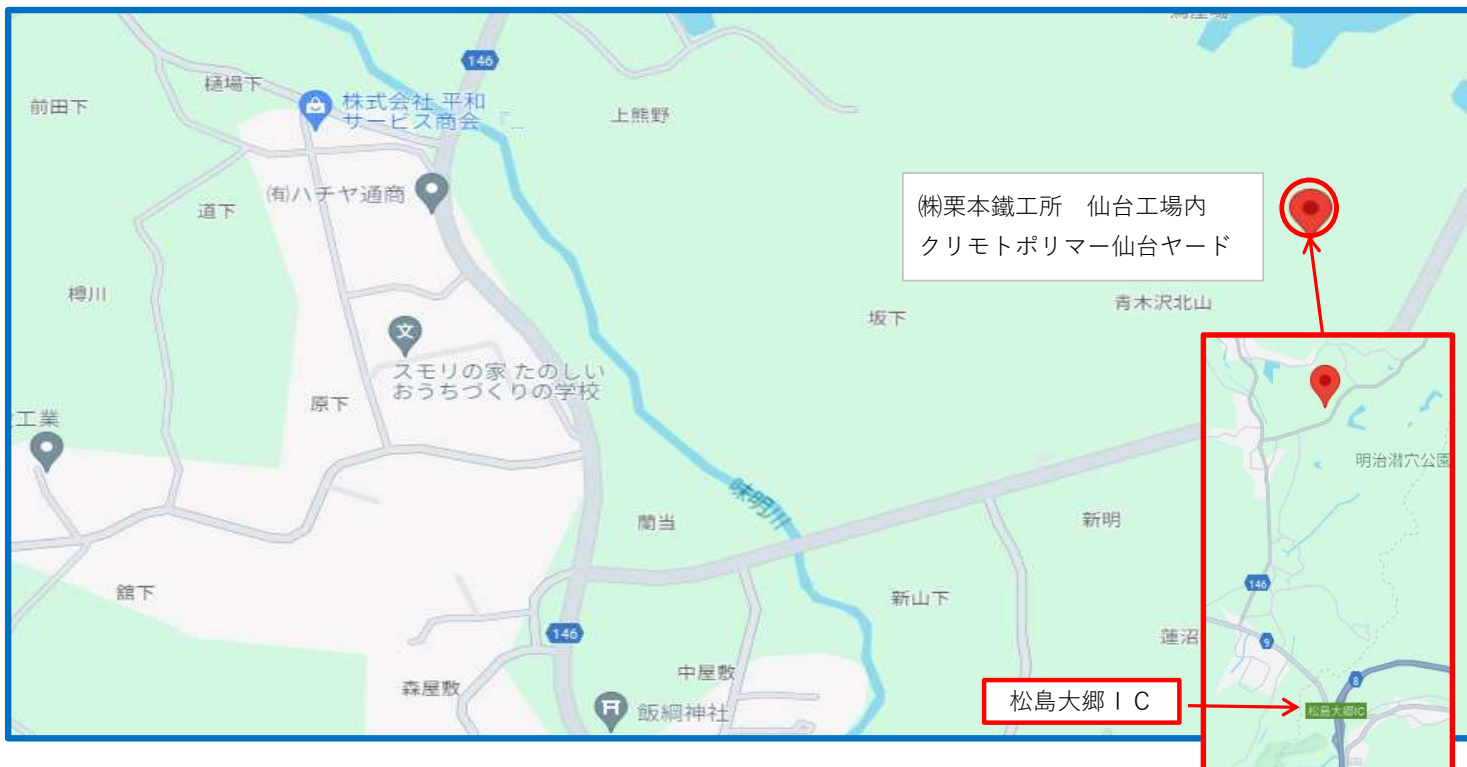 146
樋場下
前田下
株式会社 平和
サービス商会『...
上熊野
㈲ハチヤ通商
道下
㈱栗本鐵工所 仙台工場内
クリモトポリマー仙台ヤード
樽川
坂下
青木沢北山
文
スモリの家 たのしい
おうちづくりの学校
原下
工業
明治潜穴公園
味明川
蘭当
新明
舘下
新山下
146
146
9
蓮沼
中屋敷
森屋敷
飯綱神社
8
松島大郷ＩＣ
松島大郷IC